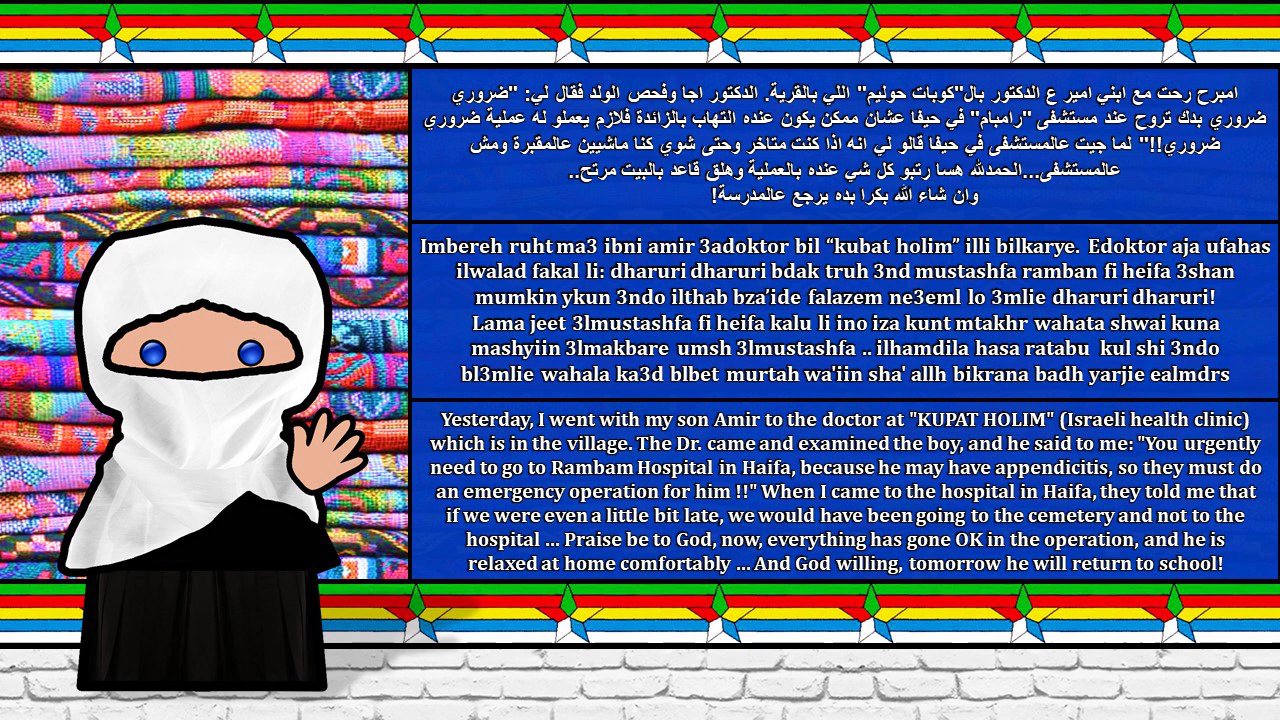 امبرح رحت مع ابني امير ع الدكتور بال"كوبات حوليم" اللي بالقرية. الدكتور اجا وفحص الولد فقال لي: "ضروري
ضروري بدك تروح عند مستشفى "رامبام" في حيفا عشان ممكن يكون عنده التهاب بالزائدة فلازم يعملو له عملية ضروري
ضروري!!" لما جيت عالمستشفى في حيفا قالو لي انه اذا كنت متاخر وحتى شوي كنا ماشيين عالمقبرة ومش
عالمستشفى...الحمدلله هسا رتبو كل شي عنده بالعملية وهلق قاعد بالبيت مرتح..
وان شاء الله بكرا بده يرجع عالمدرسة!
Imbereh ruht ma3 ibni amir 3adoktor bil “kubat holim” illi bilkarye. Edoktor aja ufahas
ilwalad fakal li: dharuri dharuri bdak truh 3nd mustashfa ramban fi heifa 3shan
mumkin ykun 3ndo ilthab bza’ide falazem ne3eml lo 3mlie dharuri dharuri!
Lama jeet 3lmustashfa fi heifa kalu li ino iza kunt mtakhr wahata shwai kuna
mashyiin 3lmakbare umsh 3lmustashfa .. ilhamdila hasa ratabu kul shi 3ndo
bl3mlie wahala ka3d blbet murtah wa'iin sha' allh bikrana badh yarjie ealmdrs
Yesterday, I went with my son Amir to the doctor at "KUPAT HOLIM" (Israeli health clinic)
which is in the village. The Dr. came and examined the boy, and he said to me: "You urgently
need to go to Rambam Hospital in Haifa, because he may have appendicitis, so they must do
an emergency operation for him !!" When I came to the hospital in Haifa, they told me that
if we were even a little bit late, we would have been going to the cemetery and not to the
hospital ... Praise be to God, now, everything has gone OK in the operation, and he is
relaxed at home comfortably ... And God willing, tomorrow he will return to school!